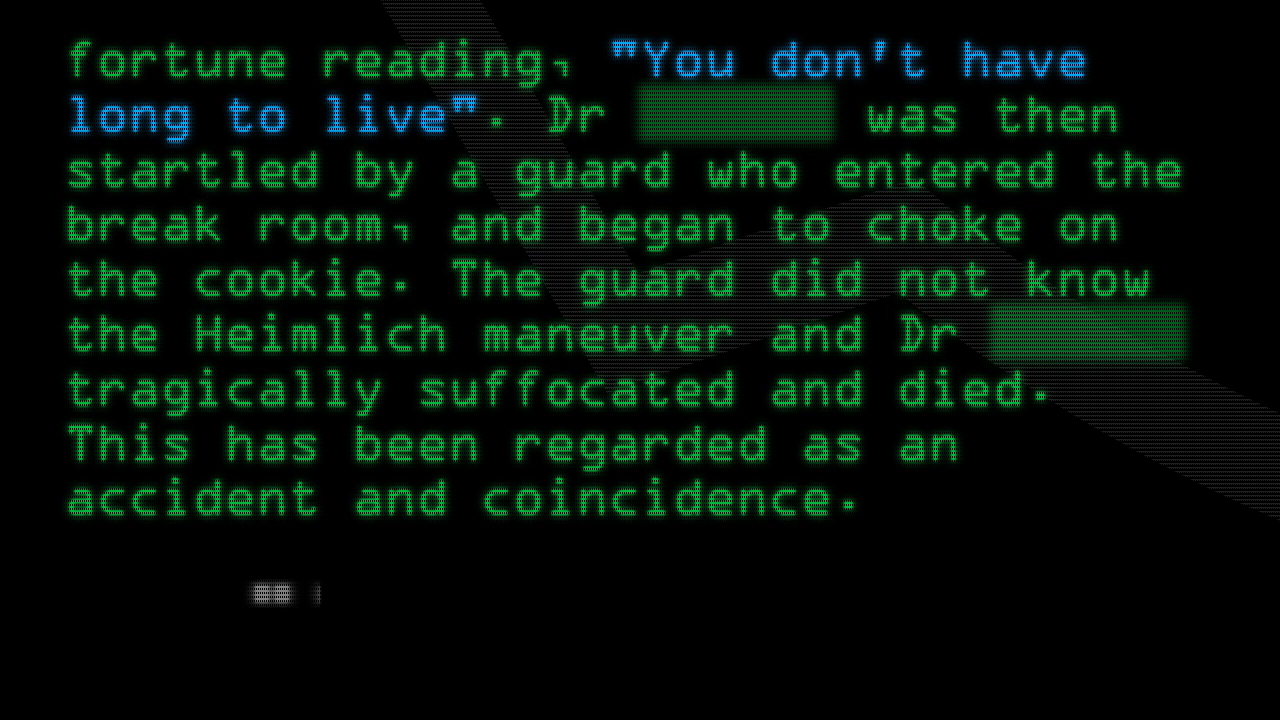 fortune reading, "You don't have
long to live". Dr was then
startled by a guard who entered the
break room, and began to choke on
the cookie. The guard did not know
the Heimlich maneuver and Dr
tragically suffocated and died.
This has been regarded as an
accident and coincidence.